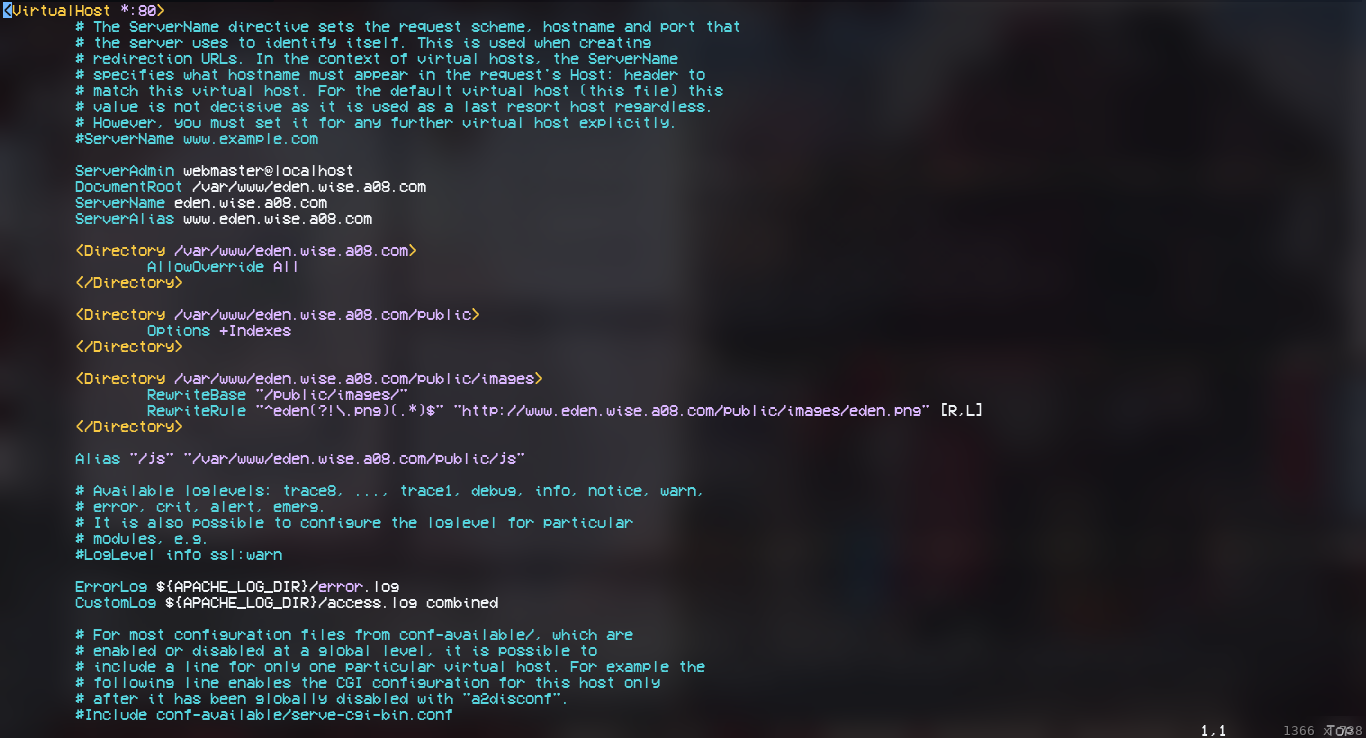 <VirtualHost *:80>
# The ServerName directive sets the request scheme, hostname and port that
# the server uses to identify itself. This is used when creating
# redirection URLs. In the context of virtual hosts, the ServerName
# specifies what hostname must appear in the request's Host: header to
# match this virtual host. For the default virtual host (this file) this
# value is not decisive as it is used as a last resort host regardless.
# However, you must set it for any further virtual host explicitly.
#ServerName www.example.com
ServerAdmin webmaster@localhost
DocumentRoot /var/www/eden.wise.a08.com
ServerName eden.wise.a08.com
ServerAlias www.eden.wise.a08.com
<Directory /var/www/eden.wise.a08.com>
AllowOverride All
</Directory>
<Directory /var/www/eden.wise.a08.com/public>
Options +Indexes
</Directory>
<Directory /var/www/eden.wise.a08.com/public/images>
RewriteBase "/public/images/"
RewriteRule "^eden(?!\.png)(.*)$" "http://www.eden.wise.a08.com/public/images/eden.png" [R,L]
</Directory>
Alias "/js" "/var/www/eden.wise.a08.com/public/js"
# Available loglevels: trace8, ..., trace1, debug, info, notice, warn,
# error, crit, alert, emerg.
# It is also possible to configure the loglevel for particular
# modules, e.g.
#LogLevel info ssl:warn
ErrorLog ${APACHE_LOG_DIR}/error.log
CustomLog ${APACHE_LOG_DIR}/access.log combined
# For most configuration files from conf-available/, which are
# enabled or disabled at a global level, it is possible to
# include a line for only one particular virtual host. For example the
# following line enables the CGI configuration for this host only
# after it has been globally disabled with "a2disconf".
#Include conf-available/serve-cgi-bin.conf
1,1 Top
1366 x 738